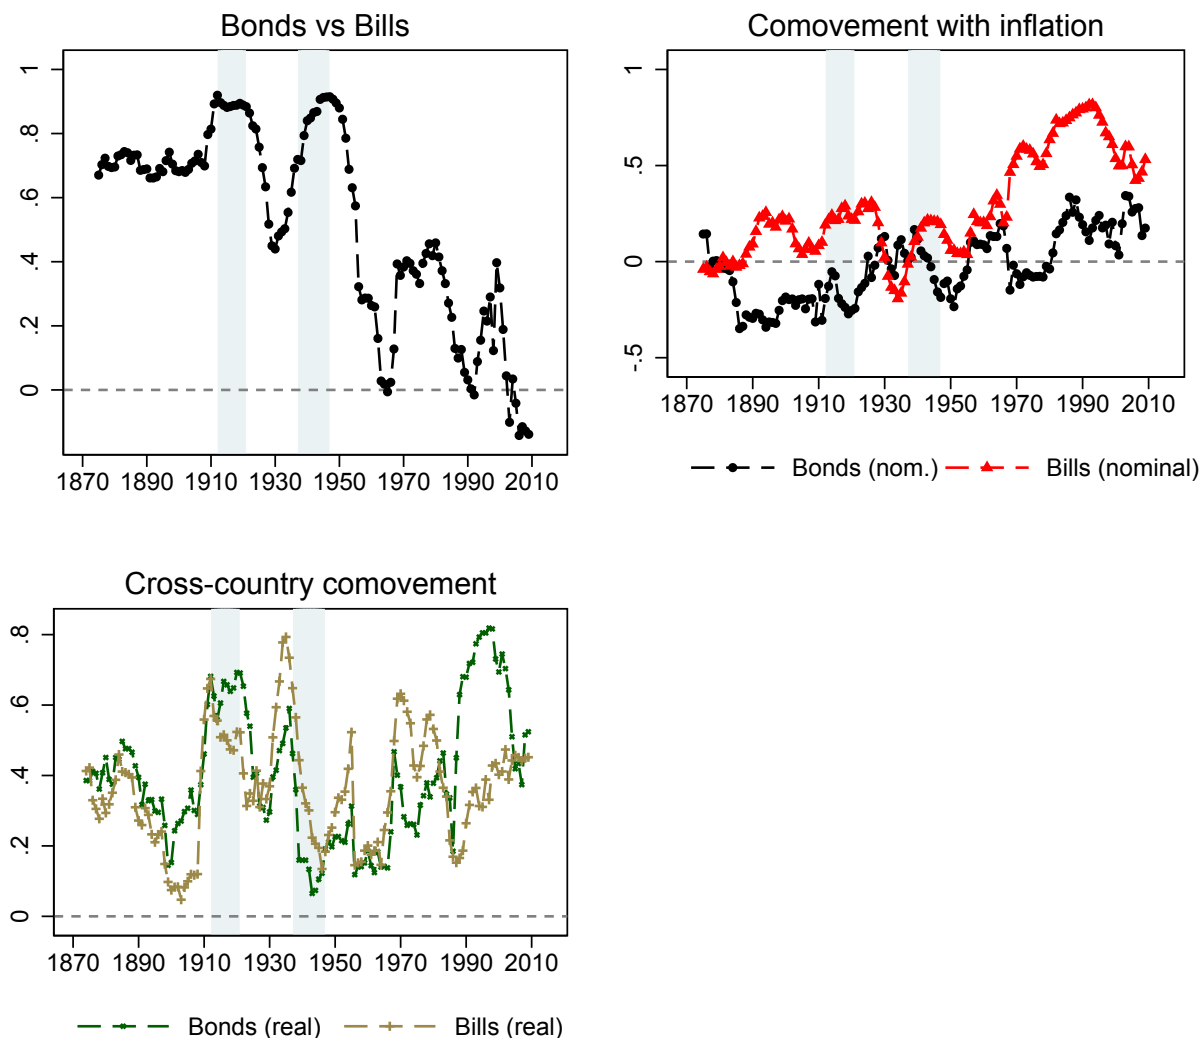 Bonds vs Bills
1
.8
.6
.4
.2
0
1870 1890 1910 1930 1950 1970 1990 2010
Comovement with inflation
1
.5
0
-.5
1870 1890 1910 1930 1950 1970 1990 2010
Bonds (nom.) Bills (nominal)
Cross-country comovement
.8
.6
.4
.2
0
1870 1890 1910 1930 1950 1970 1990 2010
Bonds (real) Bills (real)